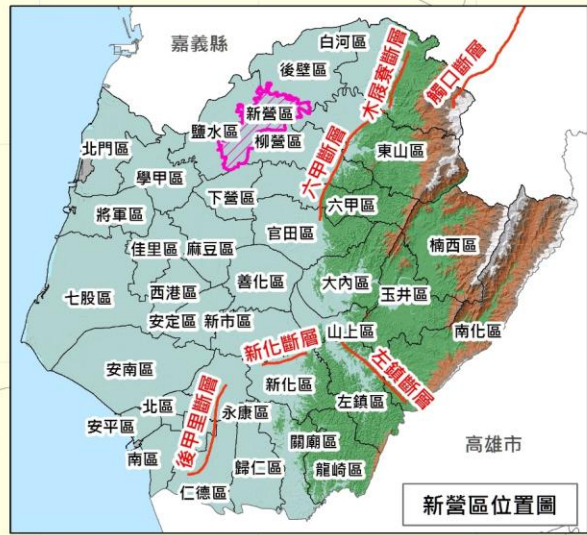 嘉義縣
白河區
後壁區
木屐寮斷層
觸口斷層
新營區
鹽水區
柳營區
北門區
東山區
學甲區
六甲斷層
下營區
六甲區
將軍區
官田區
楠西區
佳里區
麻豆區
善化區
大內區
玉井區
七股區
西港區
安定區
新市區
山上區
南化區
新化斷層
左鎮斷層
安南區
新化區
左鎮區
北區
永康區
後甲里斷層
安平區
關廟區
高雄市
南區
歸仁區
龍崎區
仁德區
新營區位置圖